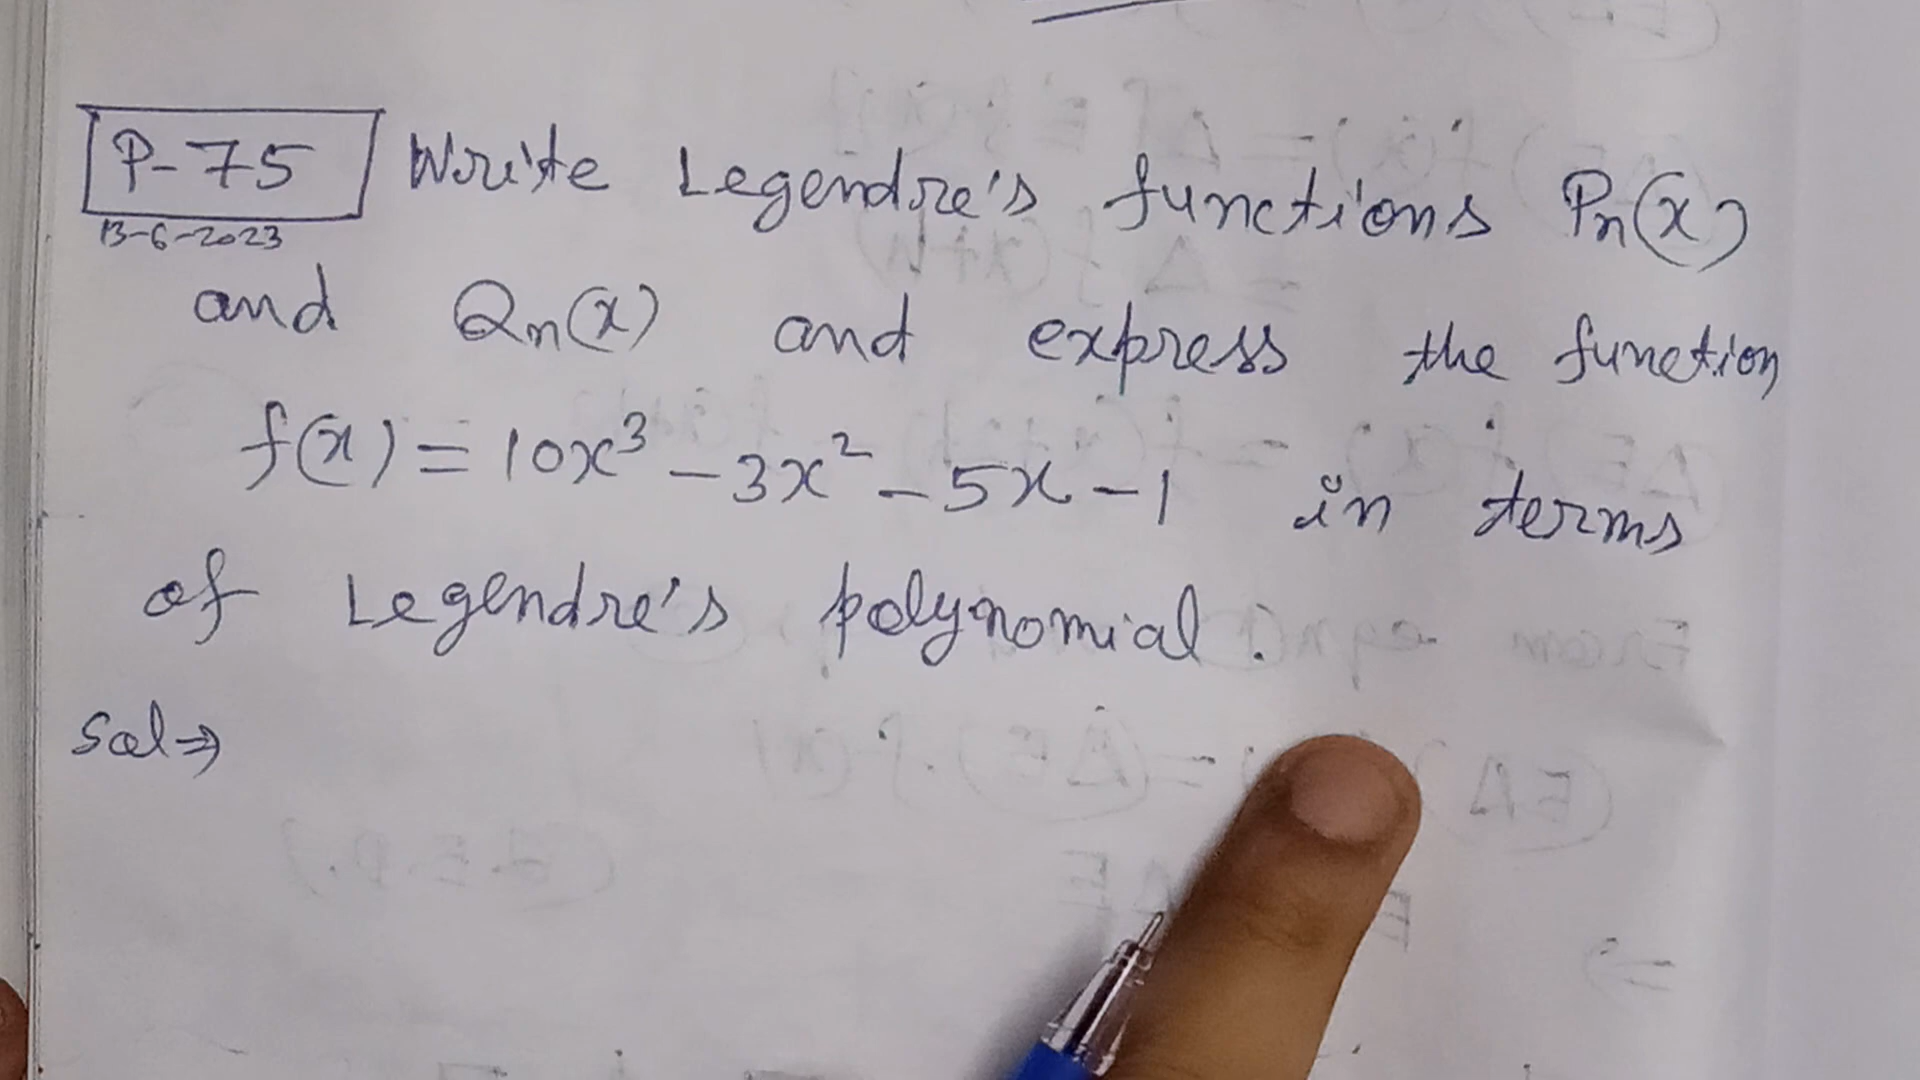 P-75 Write Legendre's functions Pn(x)
13-6-2023
and Qn(x) and express the function
f(x) = 10x³ - 3x² - 5x - 1 in terms
of Legendre's polynomial.
Sol⇒